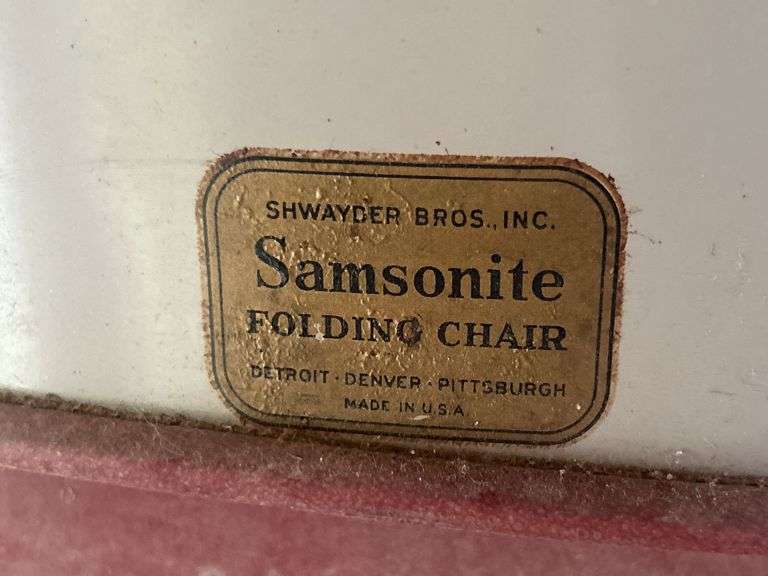 SHWAYDER BROS., INC.
Samsonite
FOLDING CHAIR
DETROIT · DENVER · PITTSBURGH
MADE IN U.S.A.